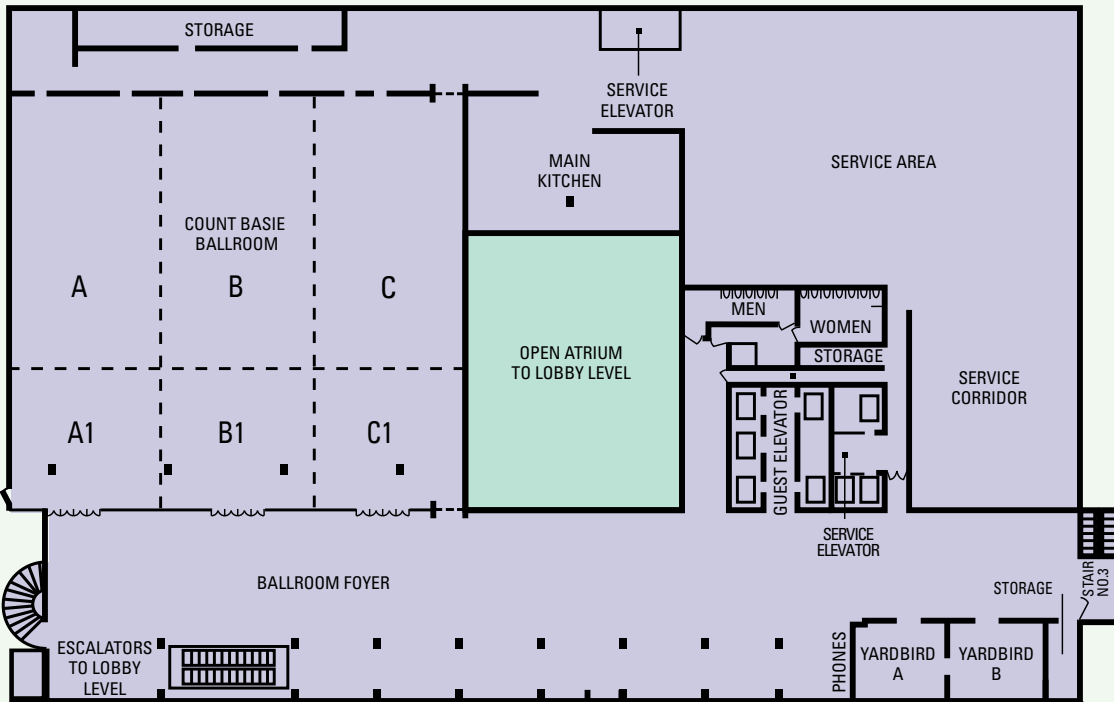 STORAGE
SERVICE
ELEVATOR
MAIN
KITCHEN
SERVICE AREA
COUNT BASIE
BALLROOM
A
B
C
MEN
WOMEN
STORAGE
OPEN ATRIUM
TO LOBBY LEVEL
SERVICE
CORRIDOR
A1
B1
C1
GUEST ELEVATOR
SERVICE
ELEVATOR
BALLROOM FOYER
STORAGE
STAIR
NO.3
ESCALATORS
TO LOBBY
LEVEL
PHONES
YARDBIRD
A
YARDBIRD
B